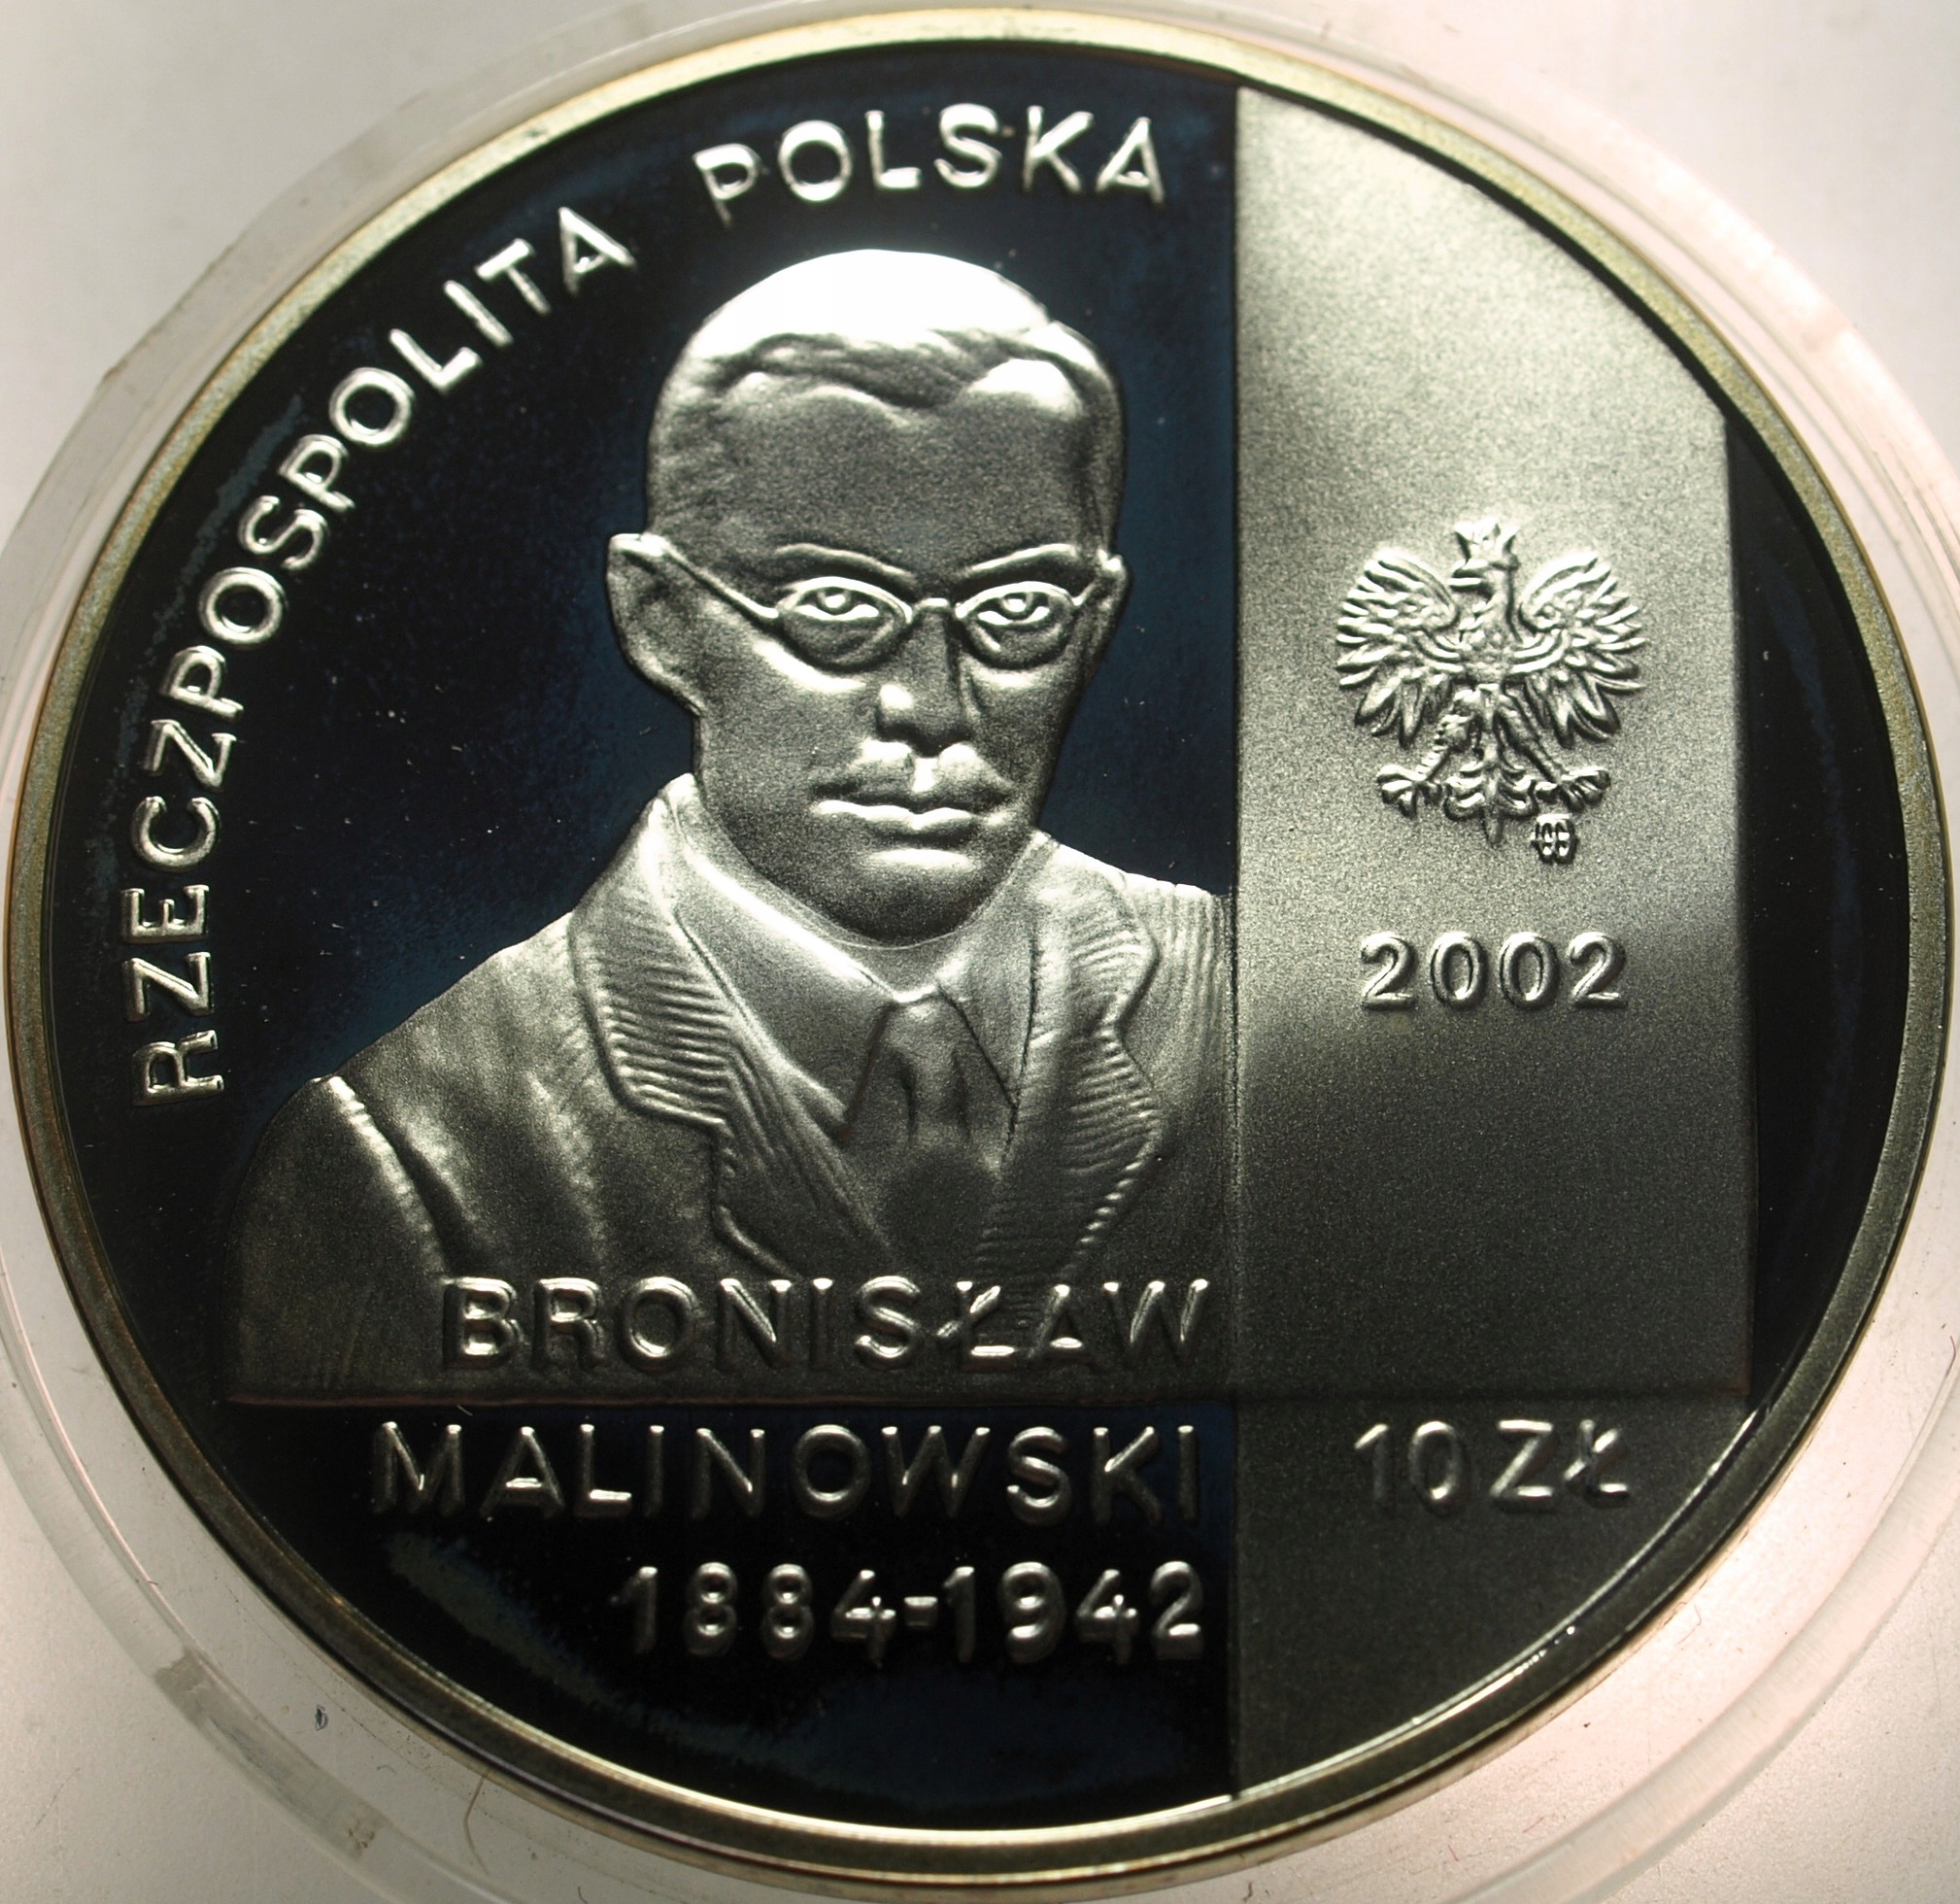 RZECZPOSPOLITA POLSKA
2002
BRONISŁAW
MALINOWSKI
1884-1942
10 ZŁ